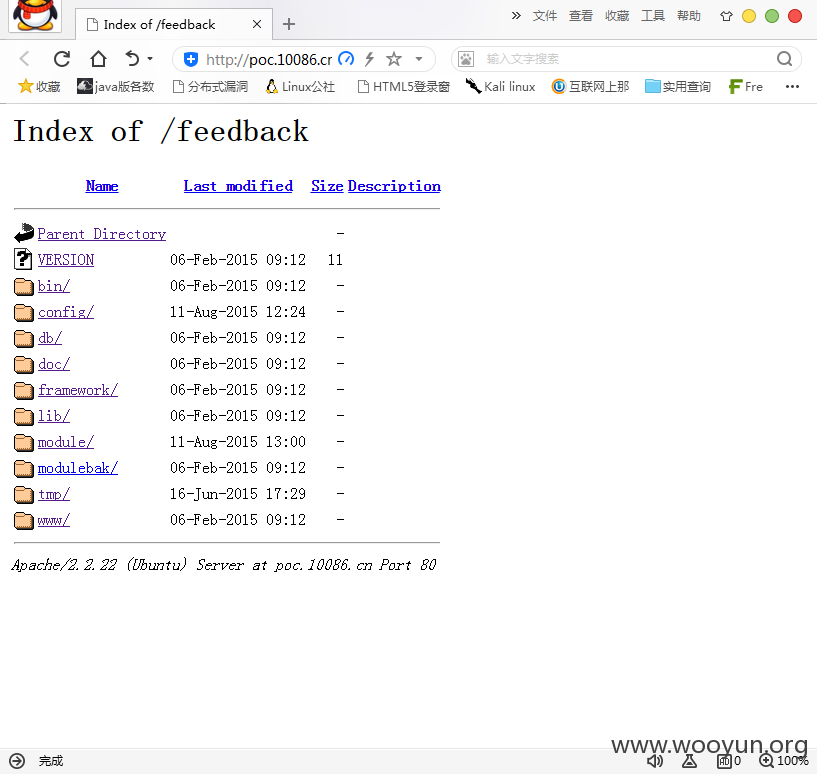 Index of /feedback
文件 查看 收藏 工具 帮助
http://poc.10086.cr
输入文字搜索
收藏 java版各数 分布式漏洞 Linux公社 HTML5登录窗 Kali linux 互联网上那 实用查询 Fre
Index of /feedback
Name Last modified Size Description
Parent Directory -
VERSION 06-Feb-2015 09:12 11
bin/ 06-Feb-2015 09:12 -
config/ 11-Aug-2015 12:24 -
db/ 06-Feb-2015 09:12 -
doc/ 06-Feb-2015 09:12 -
framework/ 06-Feb-2015 09:12 -
lib/ 06-Feb-2015 09:12 -
module/ 11-Aug-2015 13:00 -
modulebak/ 06-Feb-2015 09:12 -
tmp/ 16-Jun-2015 17:29 -
www/ 06-Feb-2015 09:12 -
Apache/2.2.22 (Ubuntu) Server at poc.10086.cn Port 80
www.wooyun.org
完成 0 100%